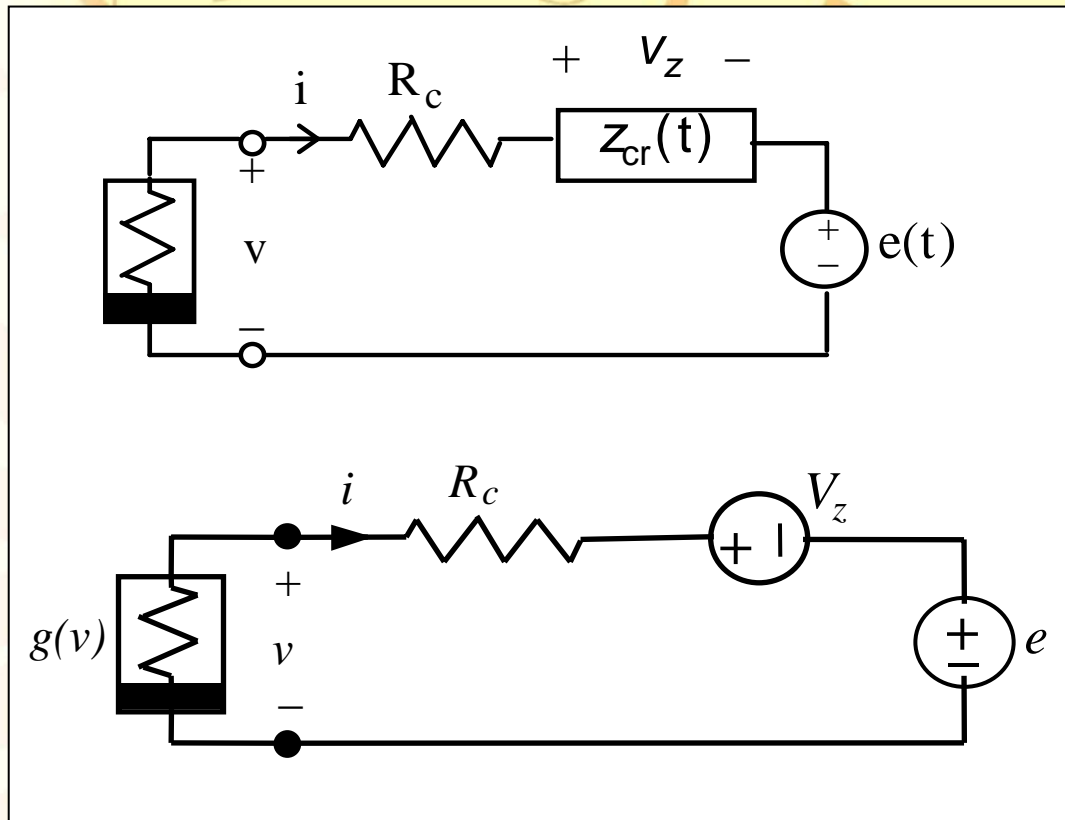 + v_z −
i R_c
z_cr(t)
+
v
−
+
−
e(t)
i R_c V_z
+ −
+
g(v) v
−
+
−
e